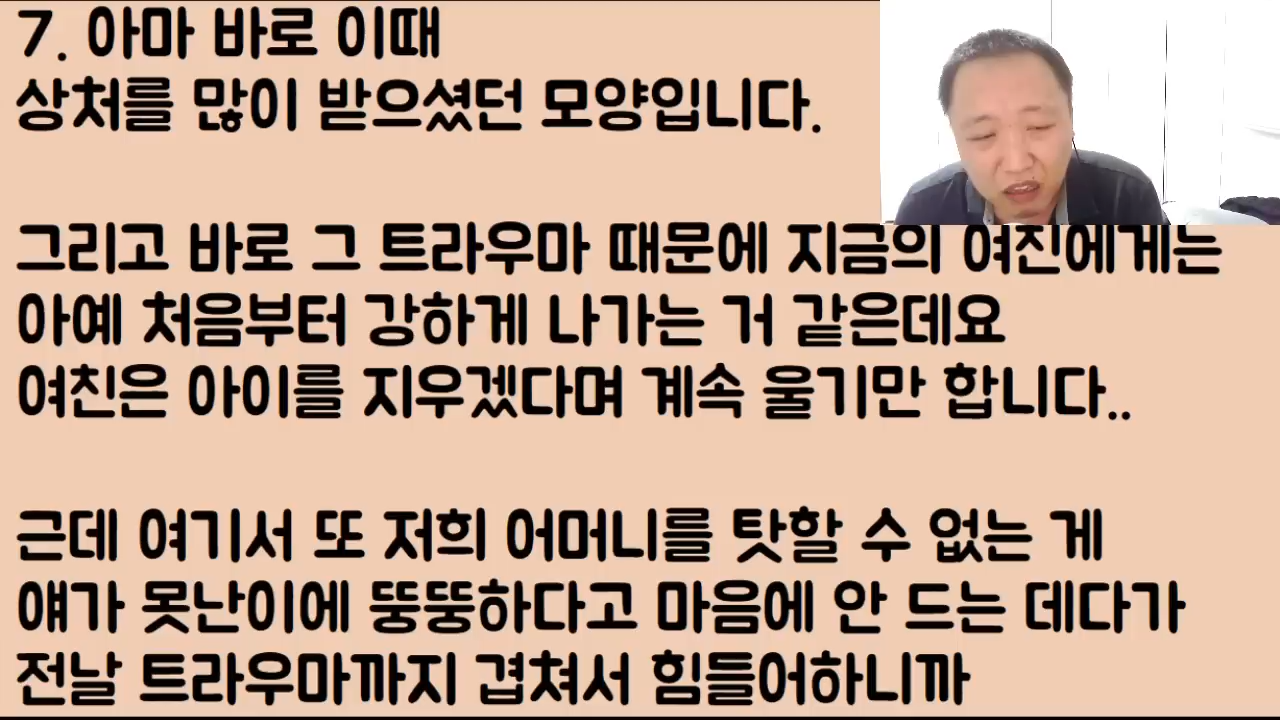 7. 아마 바로 이때
상처를 많이 받으셨던 모양입니다.
그리고 바로 그 트라우마 때문에 지금의 여친에게는
아예 처음부터 강하게 나가는 거 같은데요
여친은 아이를 지우겠다며 계속 울기만 합니다..
근데 여기서 또 저희 어머니를 탓할 수 없는 게
얘가 못난이에 뚱뚱하다고 마음에 안 드는 데다가
전날 트라우마까지 겹쳐서 힘들어하니까